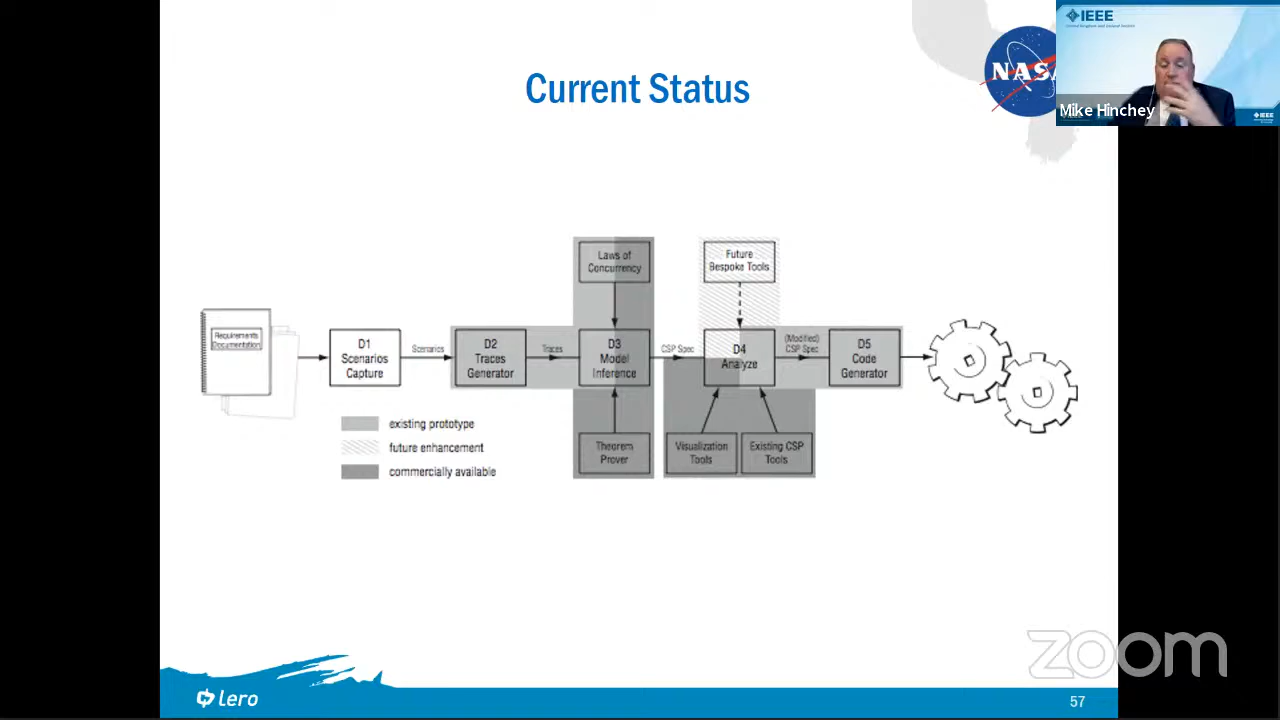 Current Status
NASA
IEEE
Mike Hinchey
IEEE
Laws of
Concurrency
Future
Bespoke Tools
Requirements
Documentation
D1
Scenarios
Capture
Scenarios
D2
Traces
Generator
Traces
D3
Model
Inference
CSP Spec
D4
Analyze
(Modified)
CSP Spec
D5
Code
Generator
existing prototype
future enhancement
commercially available
Theorem
Prover
Visualization
Tools
Existing CSP
Tools
zoom
lero
57